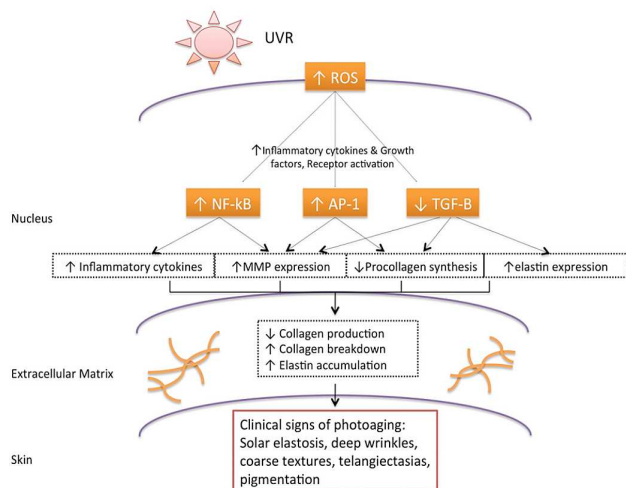 UVR
↑ ROS
↑Inflammatory cytokines & Growth
factors, Receptor activation
Nucleus
↑ NF-kB
↑ AP-1
↓ TGF-B
↑ Inflammatory cytokines
↑MMP expression
↓Procollagen synthesis
↑elastin expression
↓ Collagen production
↑ Collagen breakdown
↑ Elastin accumulation
Extracellular Matrix
Clinical signs of photoaging:
Solar elastosis, deep wrinkles,
coarse textures, telangiectasias,
pigmentation
Skin